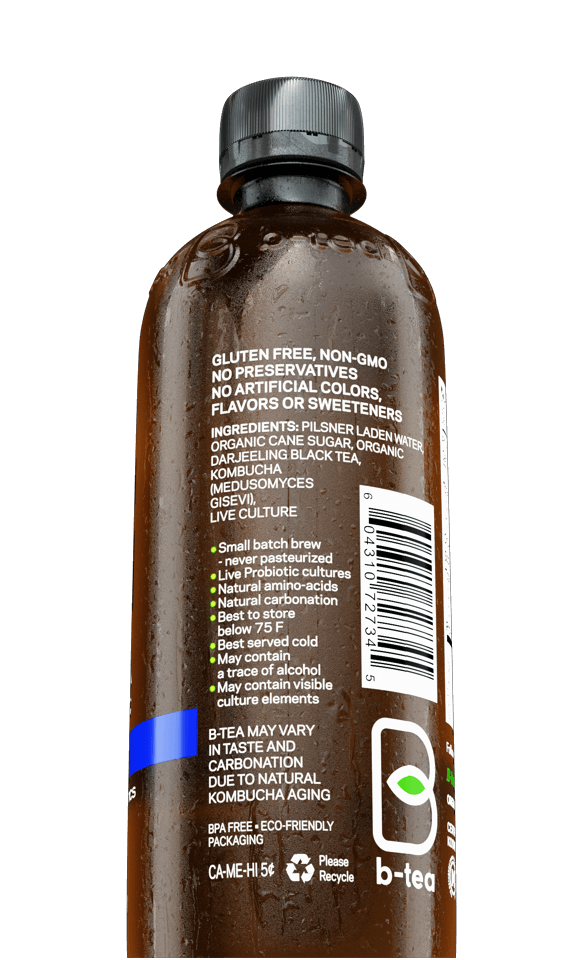 b-tea
GLUTEN FREE, NON-GMO
NO PRESERVATIVES
NO ARTIFICIAL COLORS,
FLAVORS OR SWEETENERS
INGREDIENTS: PILSNER LADEN WATER,
ORGANIC CANE SUGAR, ORGANIC
DARJEELING BLACK TEA,
KOMBUCHA
(MEDUSOMYCES
GISEVI),
LIVE CULTURE
• Small batch brew
- never pasteurized
• Live Probiotic cultures
• Natural amino-acids
• Natural carbonation
• Best to store
below 75 F
• Best served cold
• May contain
a trace of alcohol
• May contain visible
culture elements
6 04310 72734 5
B-TEA MAY VARY
IN TASTE AND
CARBONATION
DUE TO NATURAL
KOMBUCHA AGING
BPA FREE • ECO-FRIENDLY
PACKAGING
CA-ME-HI 5¢
Please
Recycle
b-tea